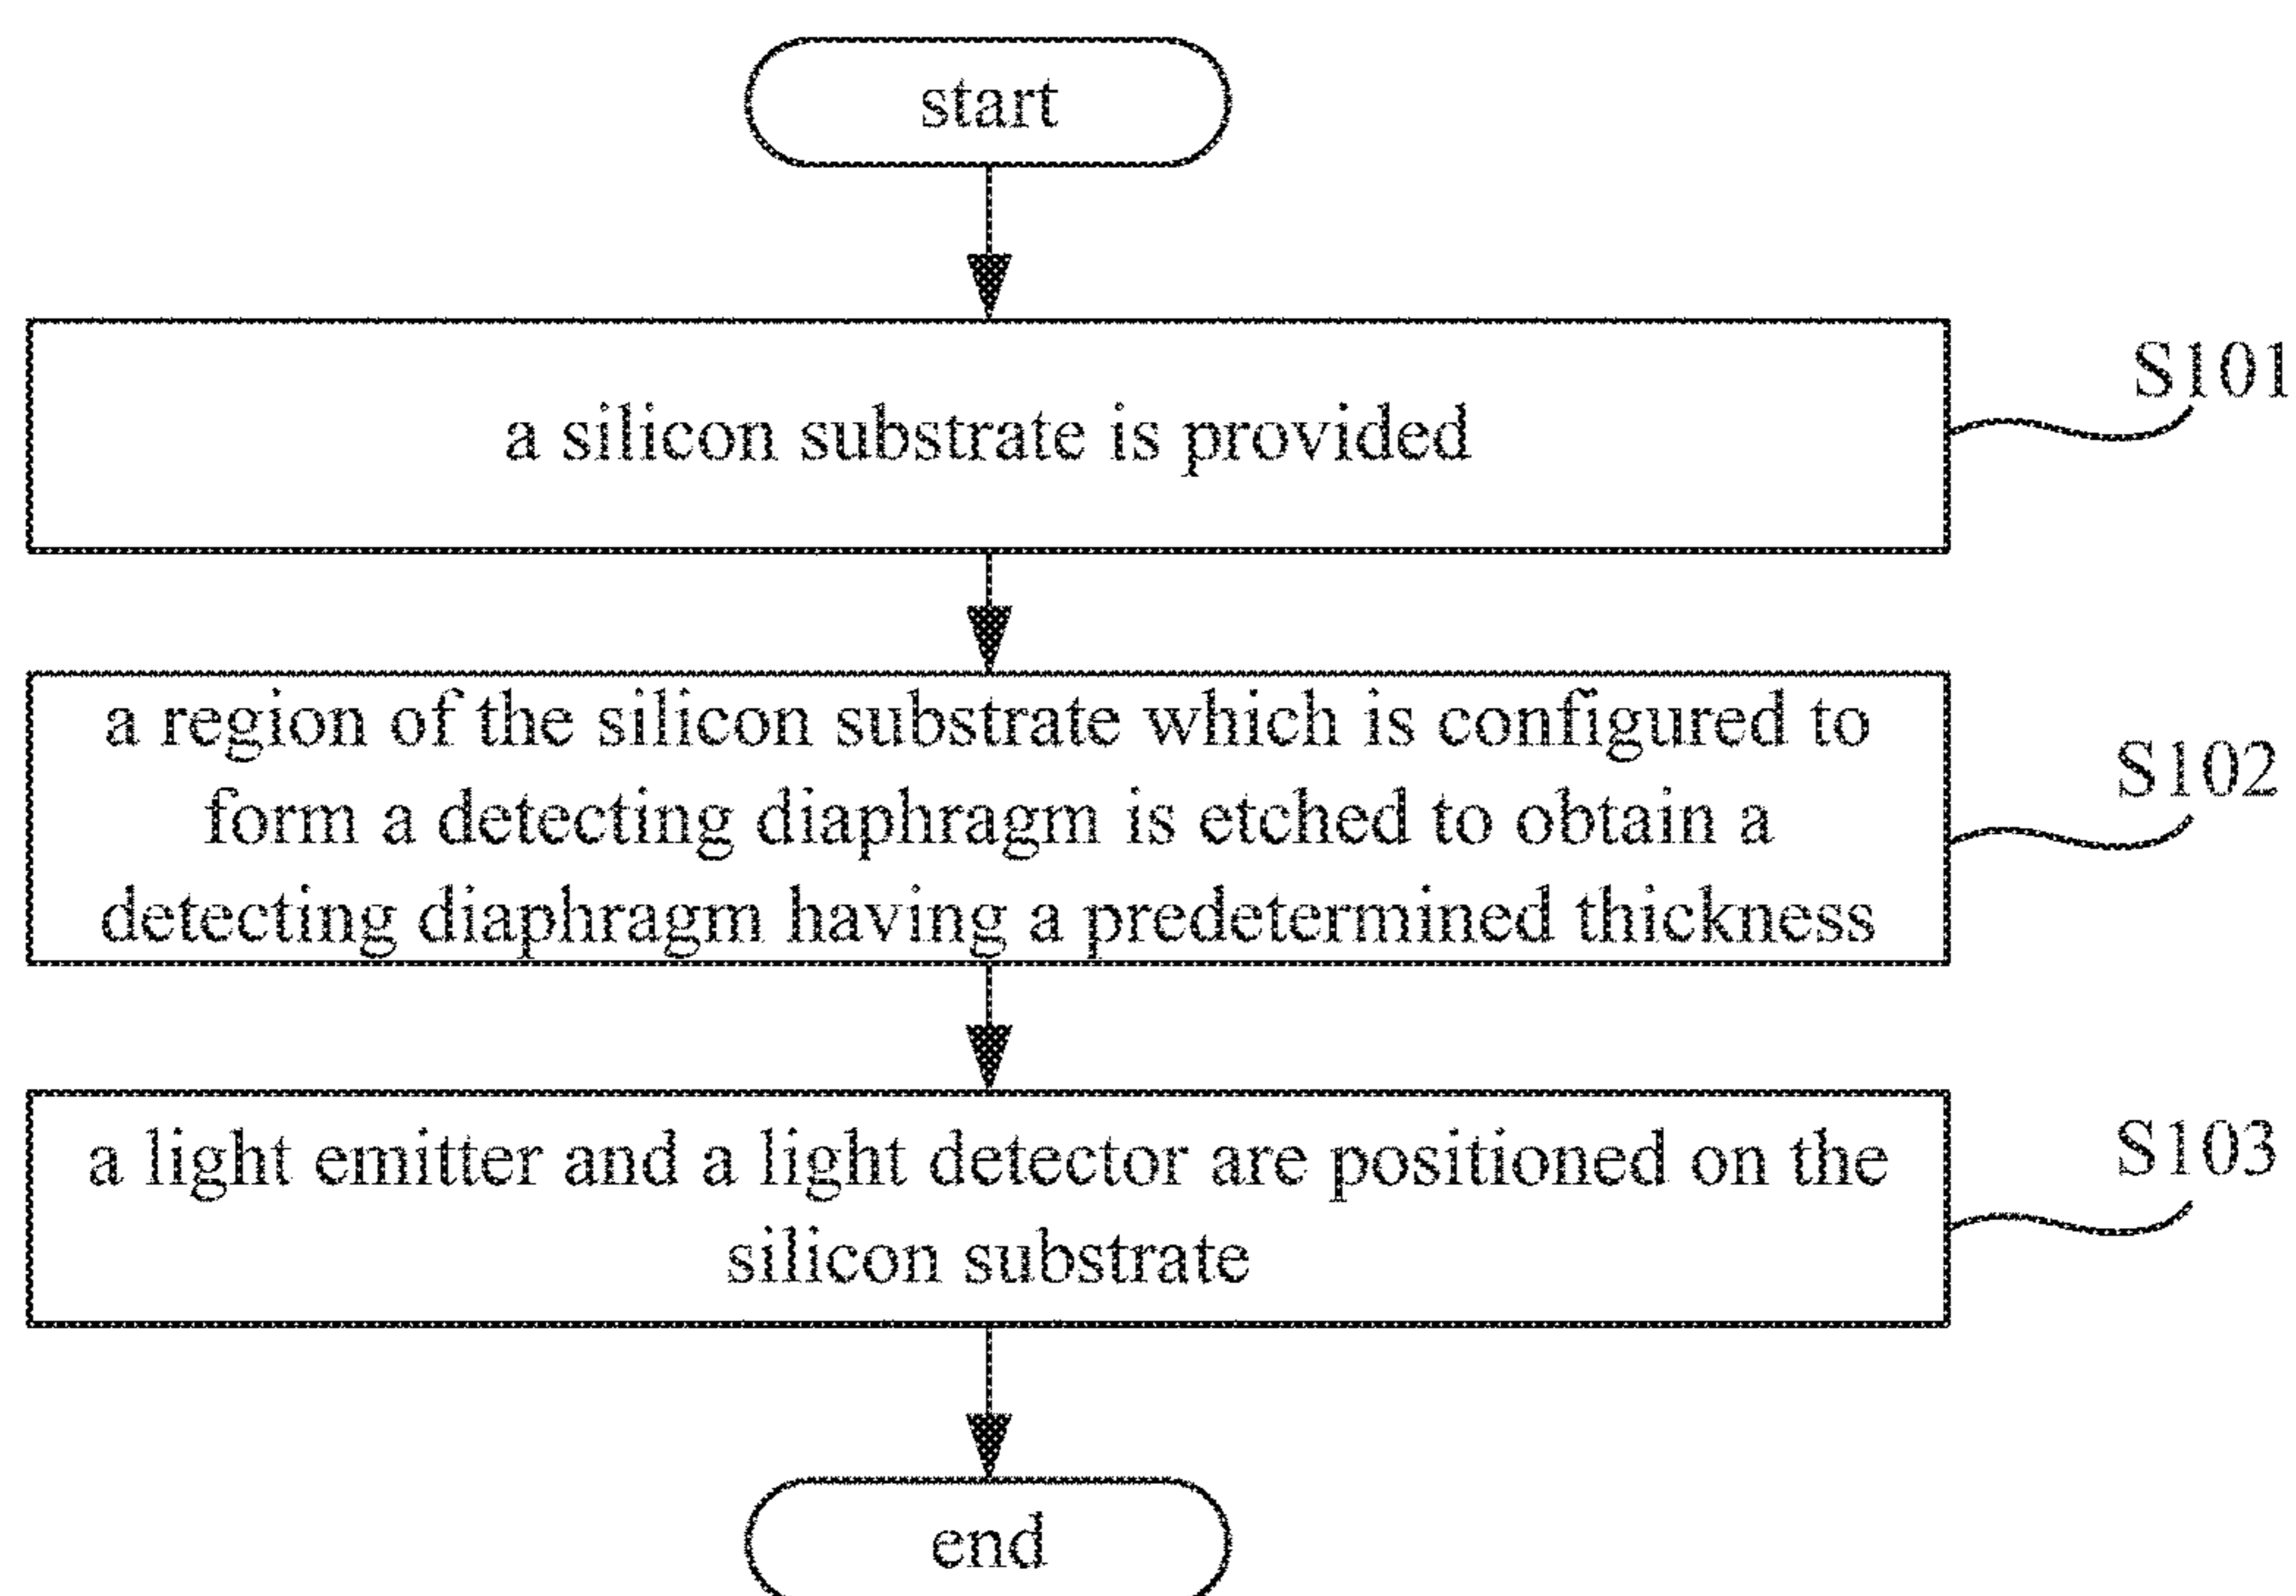 start
a silicon substrate is provided
S101
a region of the silicon substrate which is configured to
form a detecting diaphragm is etched to obtain a
detecting diaphragm having a predetermined thickness
S102
a light emitter and a light detector are positioned on the
silicon substrate
S103
end